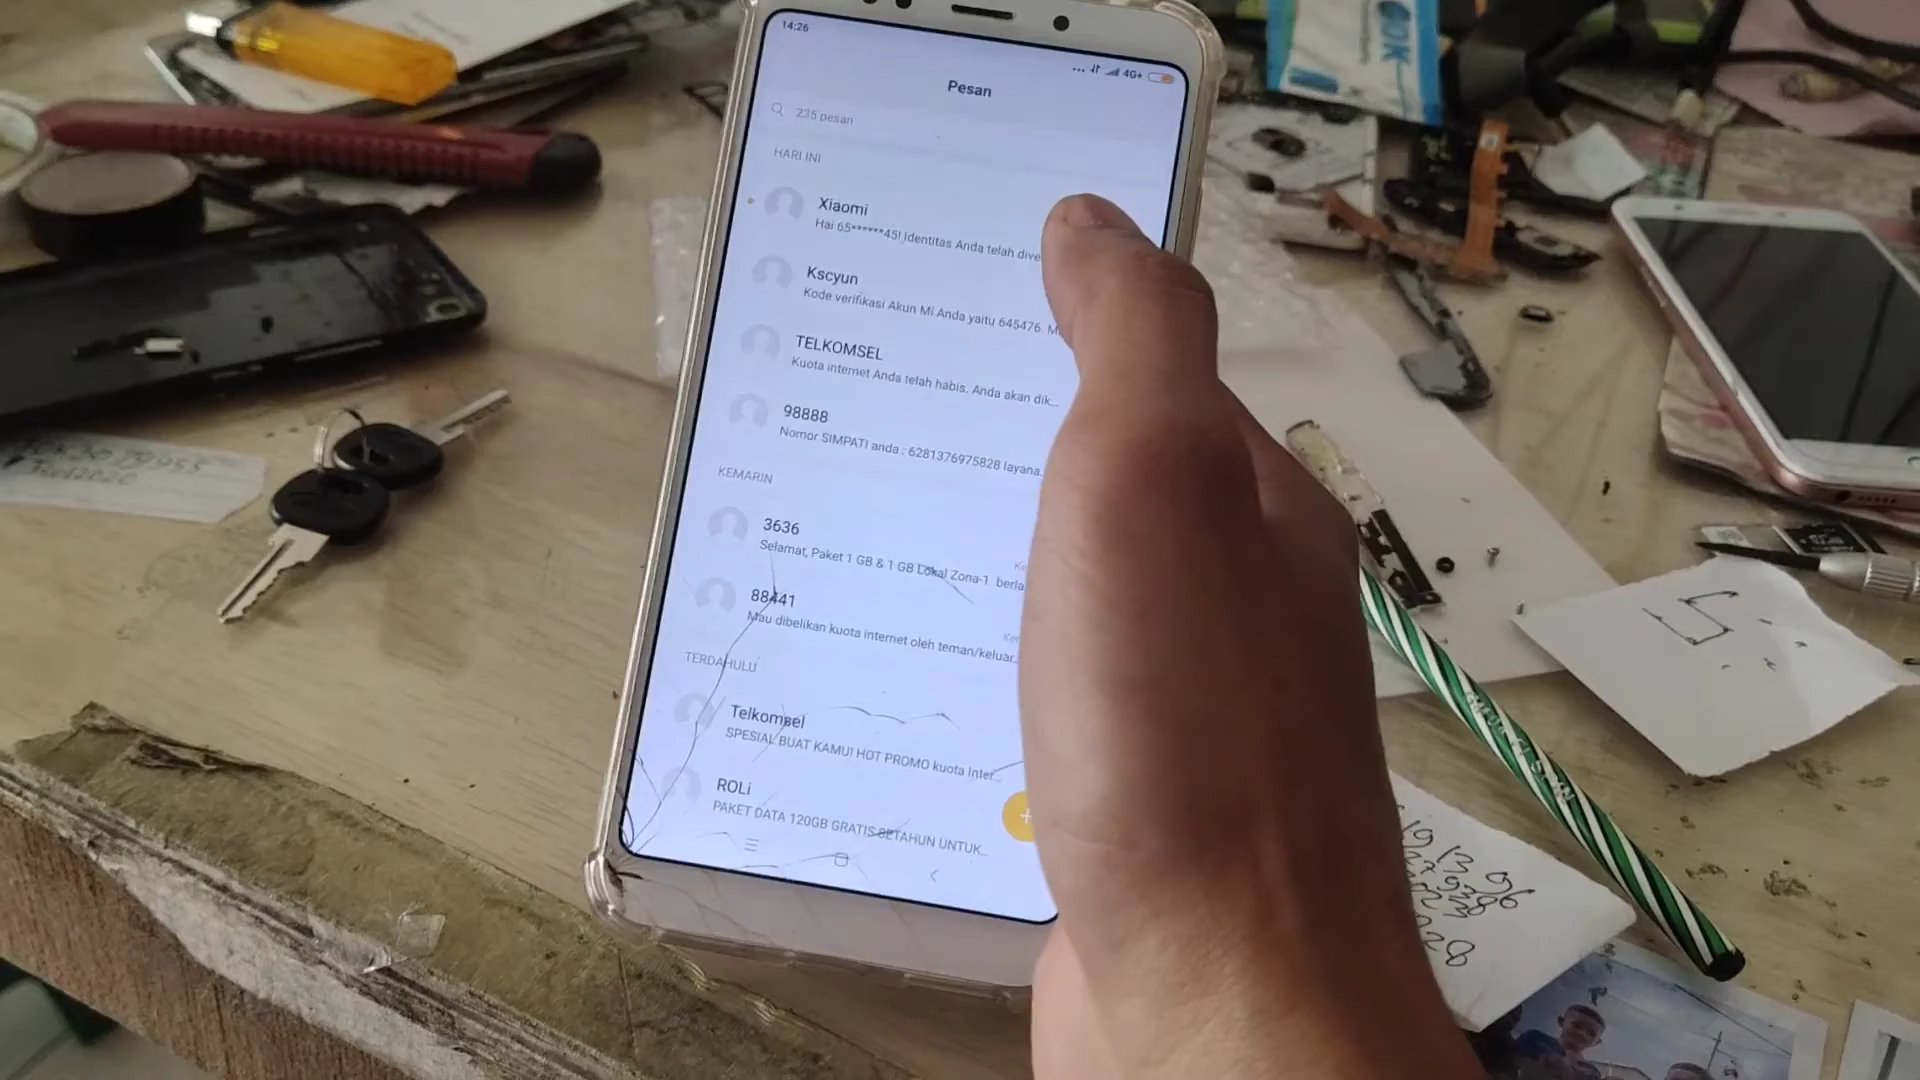 14:26
4G+
Pesan
235 pesan
HARI INI
Xiaomi
Hai 65******45! Identitas Anda telah dive
Kscyun
Kode verifikasi Akun Mi Anda yaitu 645476. M
TELKOMSEL
Kuota internet Anda telah habis. Anda akan dik...
98888
Nomor SIMPATI anda : 6281376975828 layana..
KEMARIN
3636
Selamat, Paket 1 GB & 1 GB Lokal Zona-1 berla
88441
Mau dibelikan kuota internet oleh teman/keluar...
TERDAHULU
Telkomsel
SPESIAL BUAT KAMU! HOT PROMO kuota Inter...
ROLi
PAKET DATA 120GB GRATIS SETAHUN UNTUK..